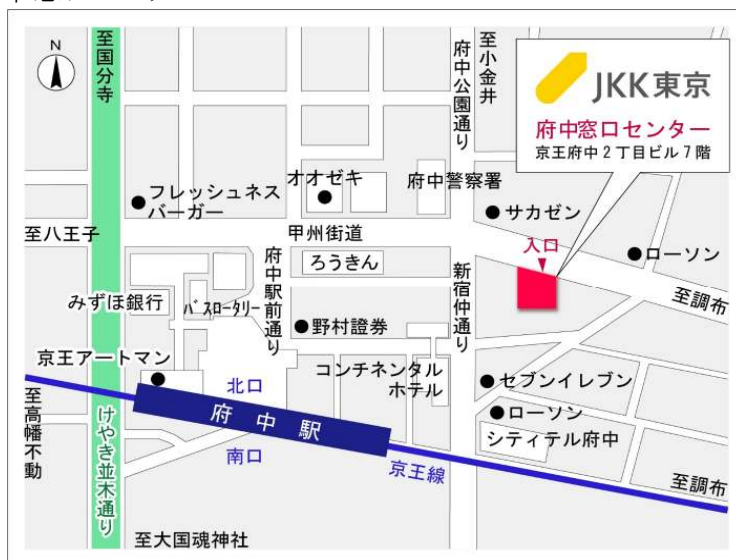 N
至国分寺
府中公園通り
至小金井
JKK東京
府中窓口センター
京王府中2丁目ビル7階
フレッシュネス
バーガー
オオゼキ
府中警察署
サカゼン
至八王子
甲州街道
入口
ローソン
府中駅前通り
ろうきん
新宿仲通り
至調布
みずほ銀行
バスロータリー
野村證券
京王アートマン
コンチネンタル
ホテル
セブンイレブン
北口
ローソン
至高幡不動
けやき並木通り
府中駅
シティテル府中
南口
京王線
至調布
至大国魂神社